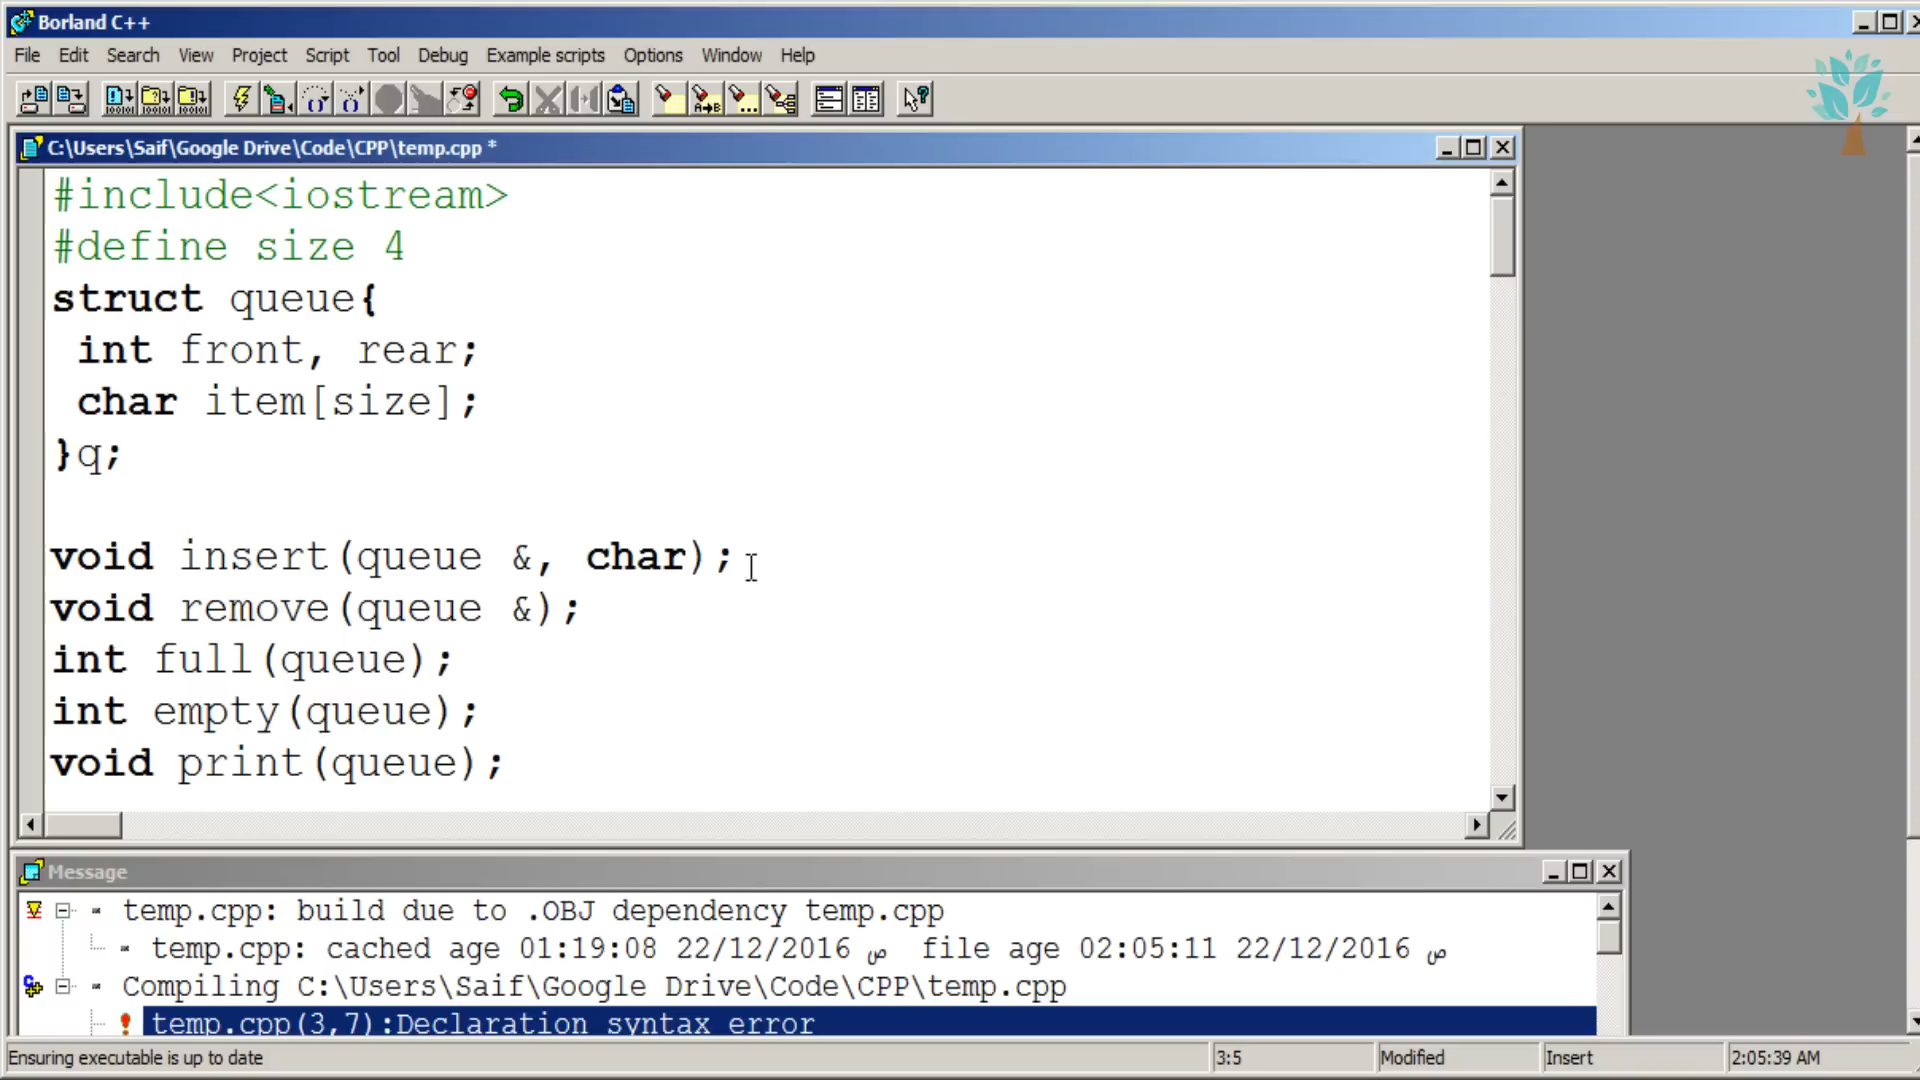 Borland C++
File Edit Search View Project Script Tool Debug Example scripts Options Window Help
C:\Users\Saif\Google Drive\Code\CPP\temp.cpp *
#include<iostream>
#define size 4
struct queue{
int front, rear;
char item[size];
}q;
void insert(queue &, char);
void remove(queue &);
int full(queue);
int empty(queue);
void print(queue);
Message
temp.cpp: build due to .OBJ dependency temp.cpp
temp.cpp: cached age 01:19:08 22/12/2016 ص file age 02:05:11 22/12/2016 ص
Compiling C:\Users\Saif\Google Drive\Code\CPP\temp.cpp
temp.cpp(3,7):Declaration syntax error
Ensuring executable is up to date 3:5 Modified Insert 2:05:39 AM